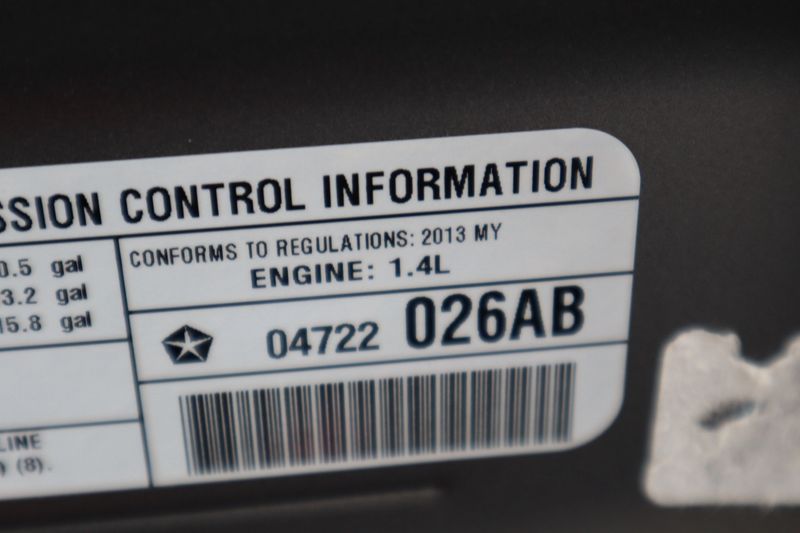 SSION CONTROL INFORMATION
0.5 gal
3.2 gal
15.8 gal
CONFORMS TO REGULATIONS: 2013 MY
ENGINE: 1.4L
04722 026AB
LINE
(8).